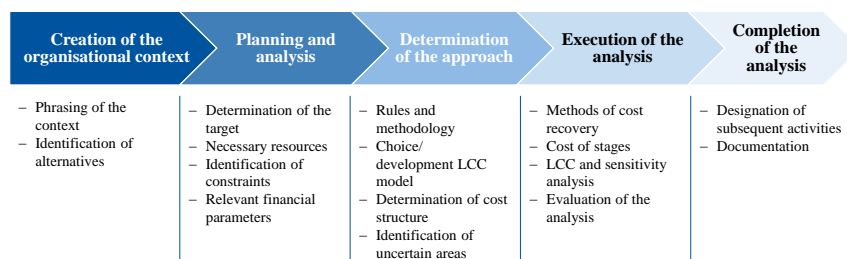 Creation of the
organisational context
Planning and
analysis
Determination
of the approach
Execution of the
analysis
Completion
of the
analysis
– Phrasing of the
context
– Identification of
alternatives
– Determination of the
target
– Necessary resources
– Identification of
constraints
– Relevant financial
parameters
– Rules and
methodology
– Choice/
development LCC
model
– Determination of cost
structure
– Identification of
uncertain areas
– Methods of cost
recovery
– Cost of stages
– LCC and sensitivity
analysis
– Evaluation of the
analysis
– Designation of
subsequent activities
– Documentation